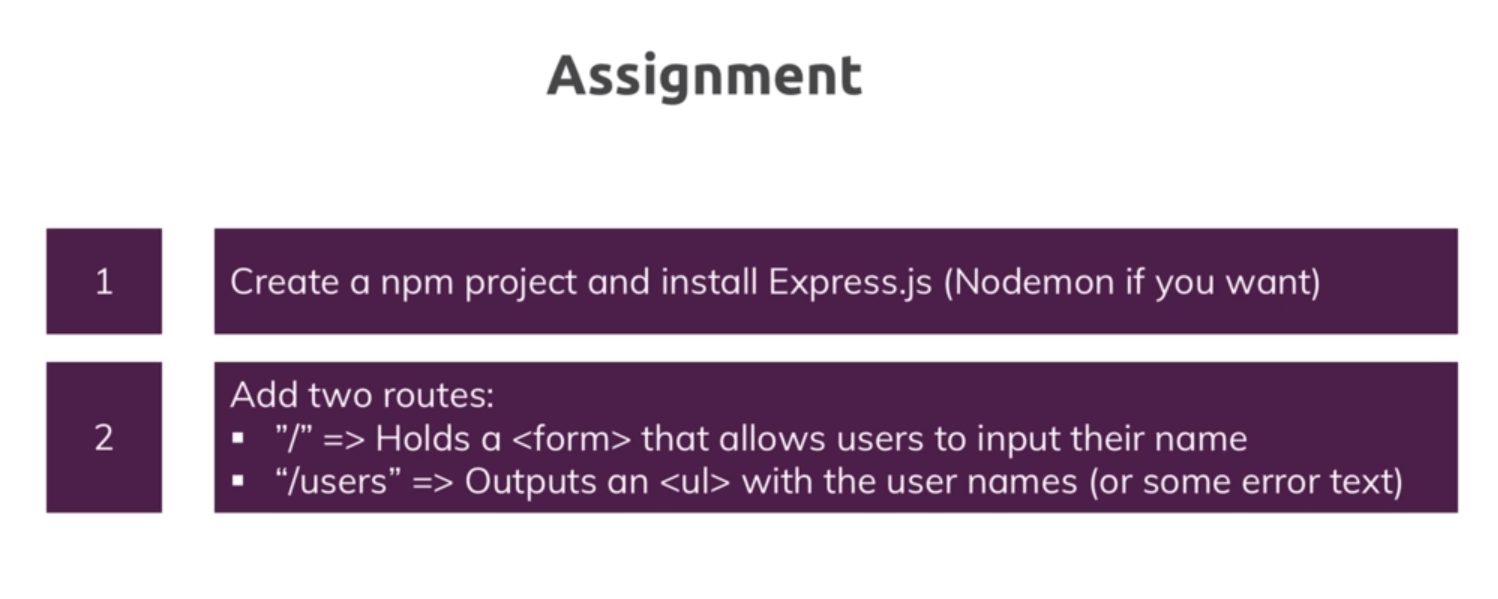 Assignment
1
Create a npm project and install Express.js (Nodemon if you want)
2
Add two routes:
▪ ”/” => Holds a <form> that allows users to input their name
▪ “/users” => Outputs an <ul> with the user names (or some error text)